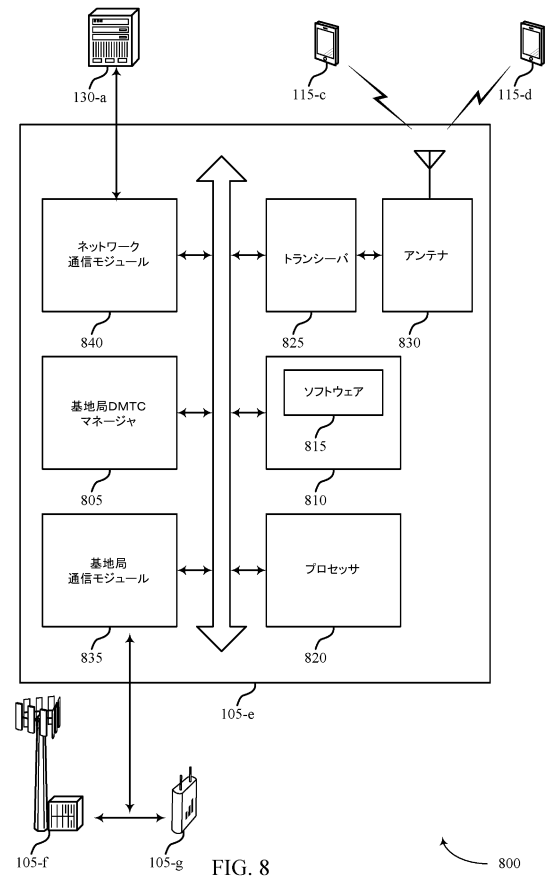 130-a
115-c
115-d
ネットワーク
通信モジュール
840
トランシーバ
825
アンテナ
830
基地局DMTC
マネージャ
805
ソフトウェア
815
810
基地局
通信モジュール
835
プロセッサ
820
105-e
105-f
105-g
800
FIG. 8